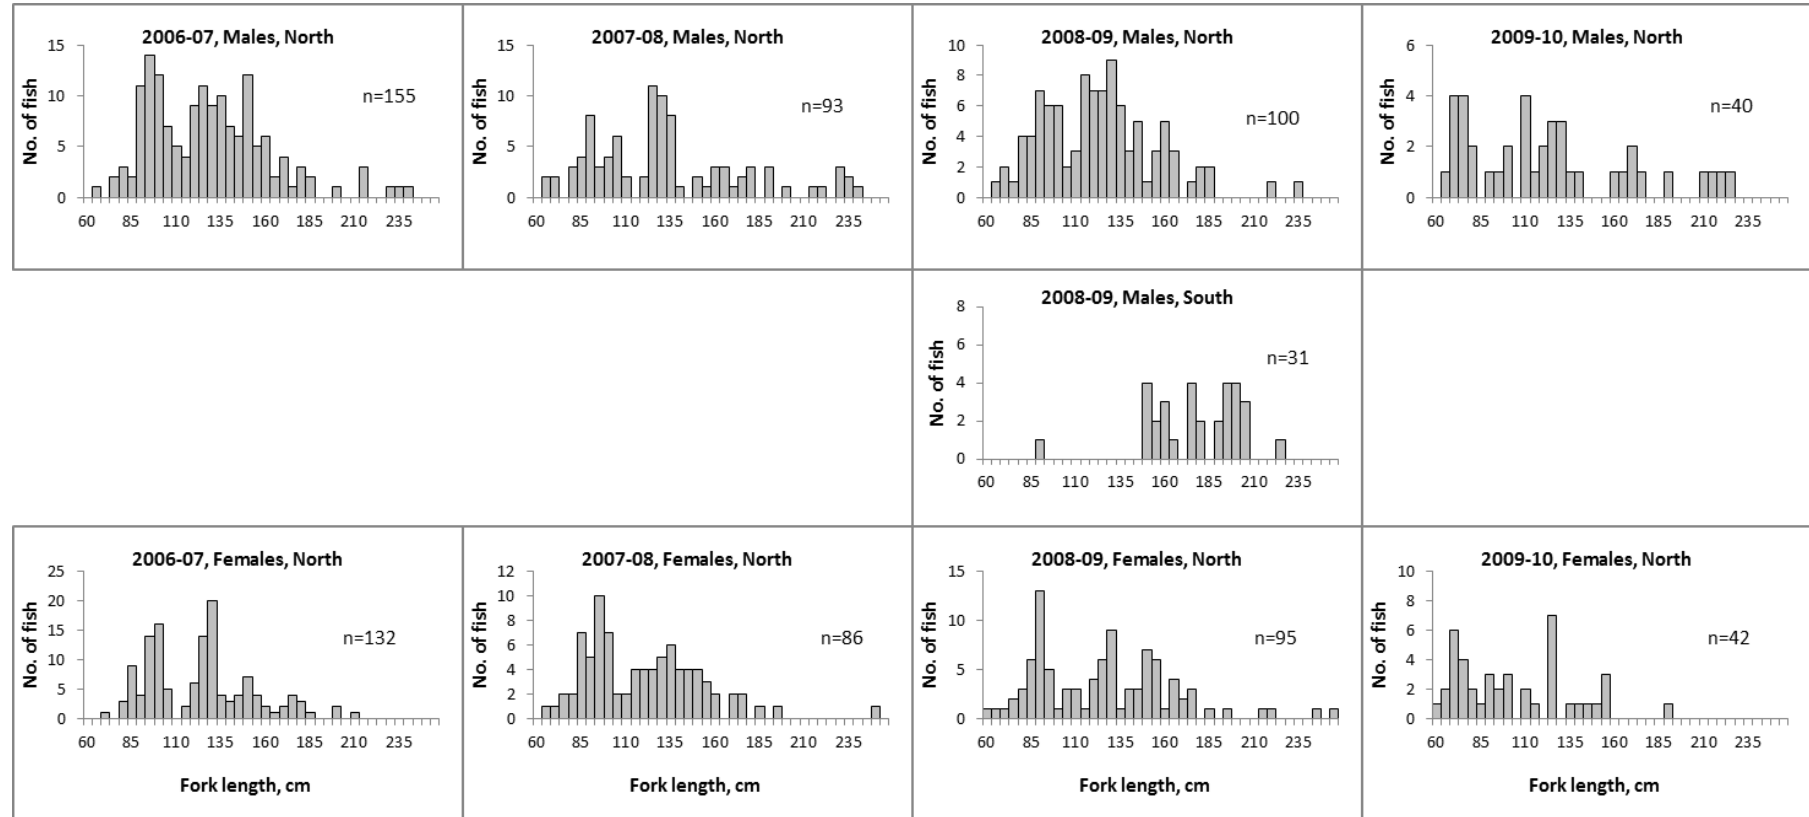 2006-07, Males, North
No. of fish
15
10
5
0
n=155
60 85 110 135 160 185 210 235
2007-08, Males, North
No. of fish
15
10
5
0
n=93
60 85 110 135 160 185 210 235
2008-09, Males, North
No. of fish
10
8
6
4
2
0
n=100
60 85 110 135 160 185 210 235
2009-10, Males, North
No. of fish
6
4
2
0
n=40
60 85 110 135 160 185 210 235
2008-09, Males, South
No. of fish
8
6
4
2
0
n=31
60 85 110 135 160 185 210 235
2006-07, Females, North
No. of fish
25
20
15
10
5
0
n=132
60 85 110 135 160 185 210 235
Fork length, cm
2007-08, Females, North
No. of fish
12
10
8
6
4
2
0
n=86
60 85 110 135 160 185 210 235
Fork length, cm
2008-09, Females, North
No. of fish
15
10
5
0
n=95
60 85 110 135 160 185 210 235
Fork length, cm
2009-10, Females, North
No. of fish
10
8
6
4
2
0
n=42
60 85 110 135 160 185 210 235
Fork length, cm